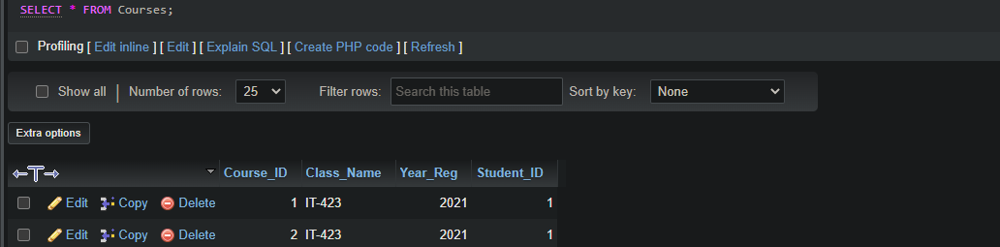 SELECT * FROM Courses;
Profiling [ Edit inline ] [ Edit ] [ Explain SQL ] [ Create PHP code ] [ Refresh ]
Show all | Number of rows: 25 Filter rows: Search this table Sort by key: None
Extra options
Course_ID Class_Name Year_Reg Student_ID
Edit Copy Delete 1 IT-423 2021 1
Edit Copy Delete 2 IT-423 2021 1